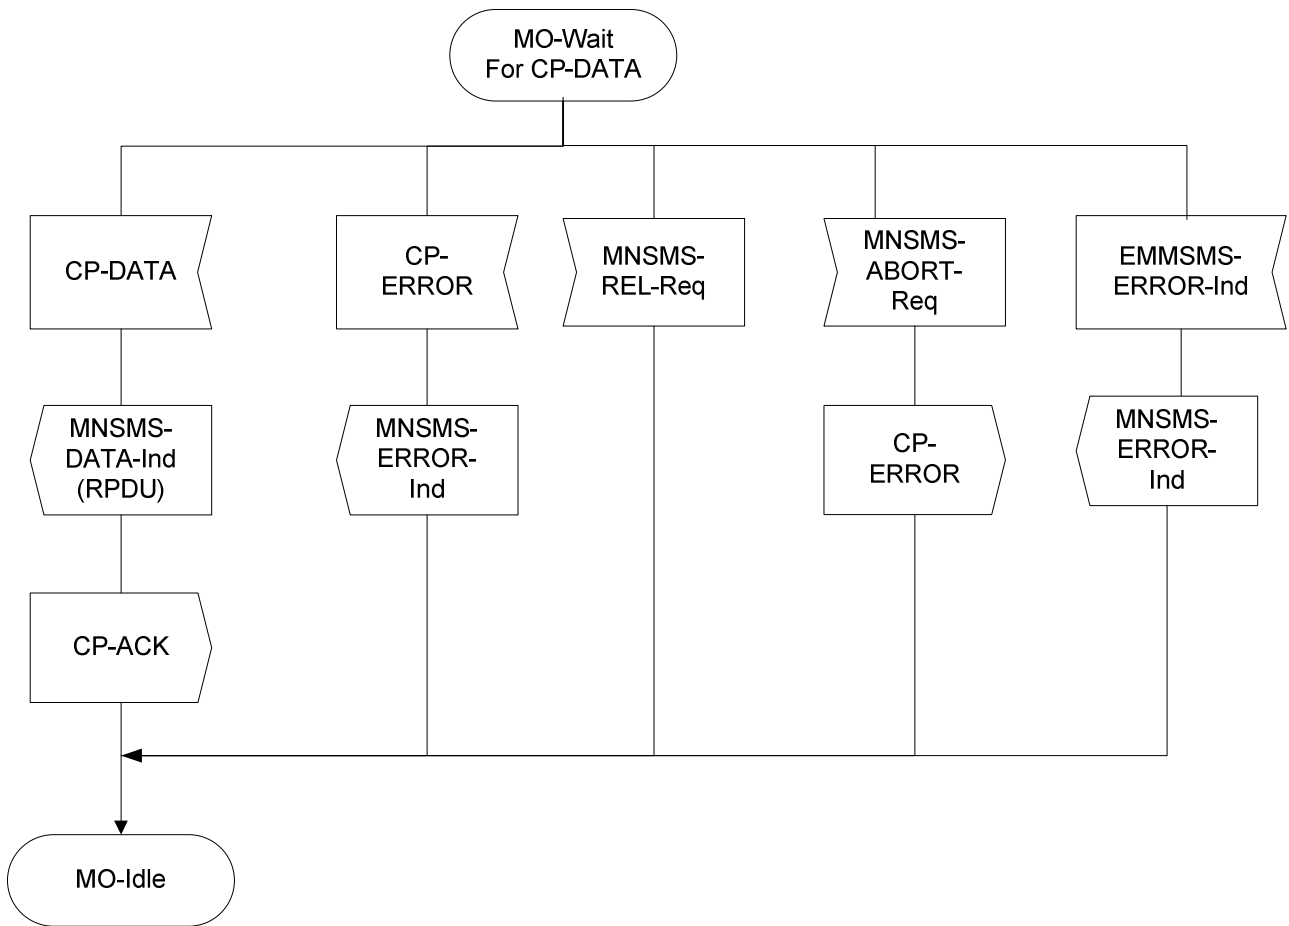 MO-Wait
For CP-DATA
CP-DATA
CP-
ERROR
MNSMS-
REL-Req
MNSMS-
ABORT-
Req
EMMSMS-
ERROR-Ind
MNSMS-
DATA-Ind
(RPDU)
MNSMS-
ERROR-
Ind
CP-
ERROR
MNSMS-
ERROR-
Ind
CP-ACK
MO-Idle